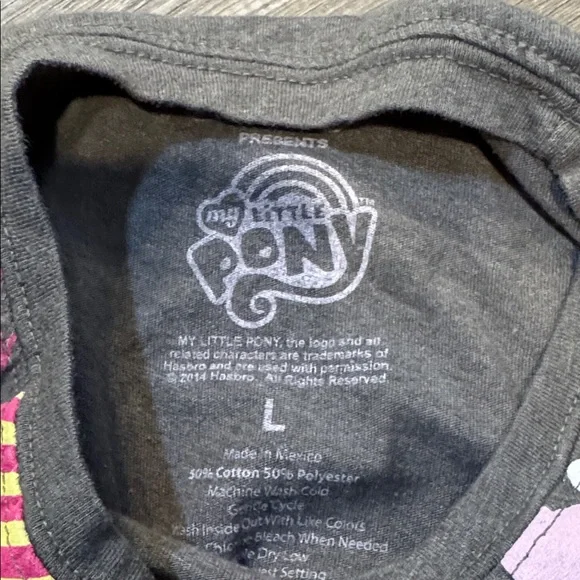 PRESENTS
my LITTLE
PONY
TM
MY LITTLE PONY, the logo and all
related characters are trademarks of
Hasbro and are used with permission.
© 2014 Hasbro. All Rights Reserved.
L
Made in Mexico
50% Cotton 50% Polyester
Machine Wash Cold
Gentle Cycle
Inside Out With Like Colors
Bleach When Needed
Dry Low
Setting